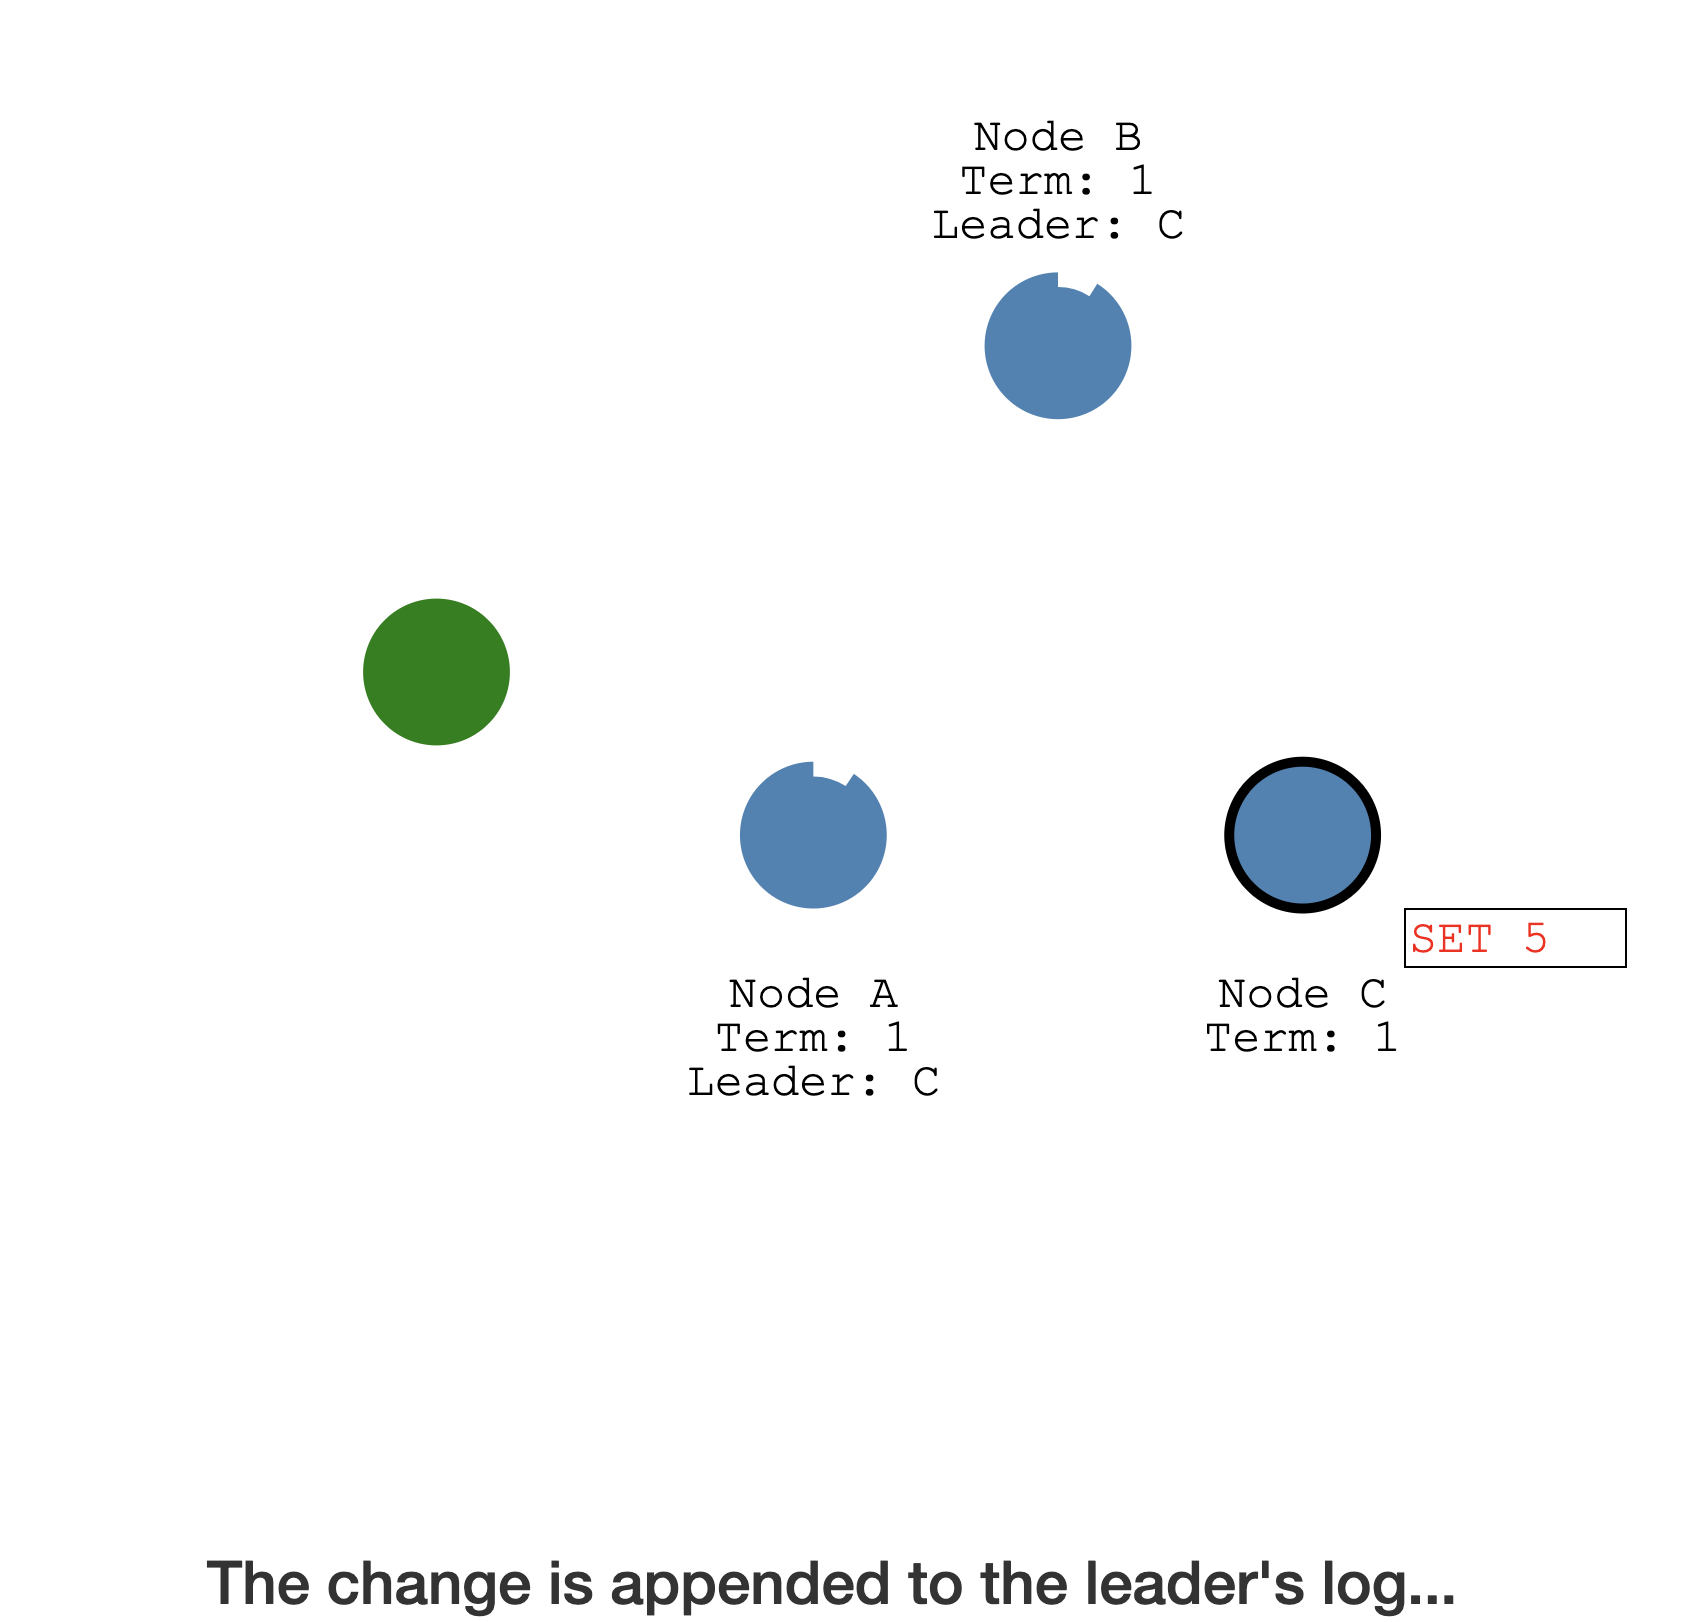 Node B
Term: 1
Leader: C
SET 5
Node A
Term: 1
Leader: C
Node C
Term: 1
The change is appended to the leader's log...